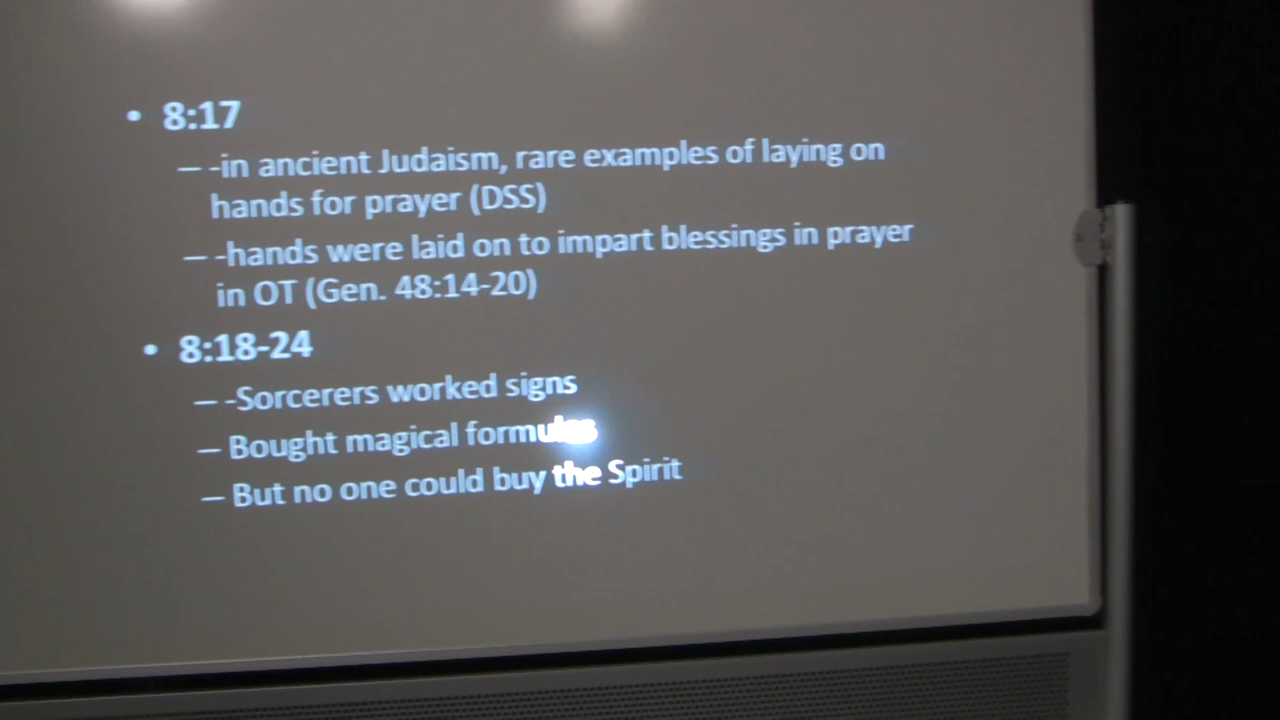 • 8:17
– -in ancient Judaism, rare examples of laying on
hands for prayer (DSS)
– -hands were laid on to impart blessings in prayer
in OT (Gen. 48:14-20)
• 8:18-24
– -Sorcerers worked signs
– Bought magical formulas
– But no one could buy the Spirit